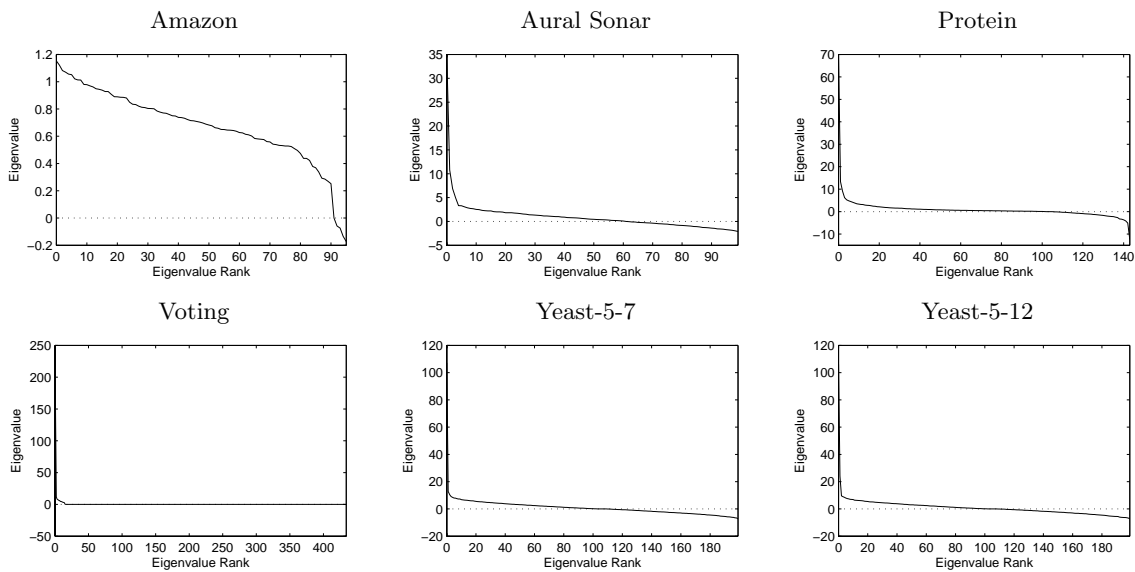 Amazon
Aural Sonar
Protein
1.2
1
0.8
0.6
0.4
0.2
0
−0.2
Eigenvalue
0 10 20 30 40 50 60 70 80 90
Eigenvalue Rank
35
30
25
20
15
10
5
0
−5
Eigenvalue
0 10 20 30 40 50 60 70 80 90
Eigenvalue Rank
70
60
50
40
30
20
10
0
−10
Eigenvalue
0 20 40 60 80 100 120 140
Eigenvalue Rank
Voting
Yeast-5-7
Yeast-5-12
250
200
150
100
50
0
−50
Eigenvalue
0 50 100 150 200 250 300 350 400
Eigenvalue Rank
120
100
80
60
40
20
0
−20
Eigenvalue
0 20 40 60 80 100 120 140 160 180
Eigenvalue Rank
120
100
80
60
40
20
0
−20
Eigenvalue
0 20 40 60 80 100 120 140 160 180
Eigenvalue Rank